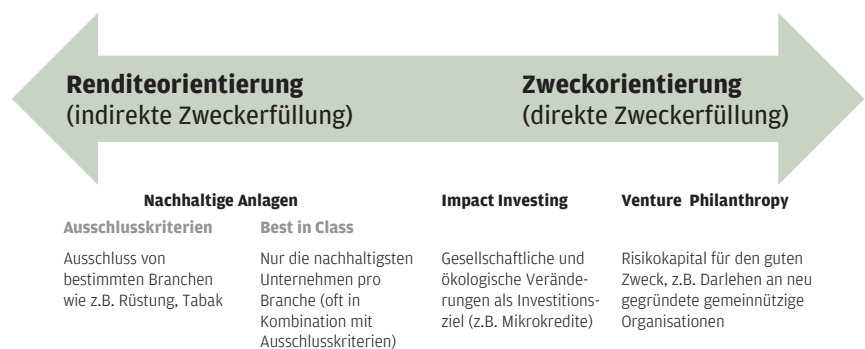 Renditeorientierung
(indirekte Zweckerfüllung)
Zweckorientierung
(direkte Zweckerfüllung)
Nachhaltige Anlagen
Ausschlusskriterien
Ausschluss von
bestimmten Branchen
wie z.B. Rüstung, Tabak
Best in Class
Nur die nachhaltigsten
Unternehmen pro
Branche (oft in
Kombination mit
Ausschlusskriterien)
Impact Investing
Gesellschaftliche und
ökologische Verände-
rungen als Investitions-
ziel (z.B. Mikrokredite)
Venture Philanthropy
Risikokapital für den guten
Zweck, z.B. Darlehen an neu
gegründete gemeinnützige
Organisationen